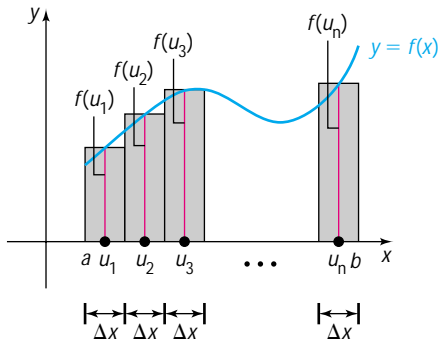 y
f(uₙ)
f(u₃)
y = f(x)
f(u₂)
f(u₁)
a u₁ u₂ u₃ ••• uₙ b x
Δx Δx Δx Δx